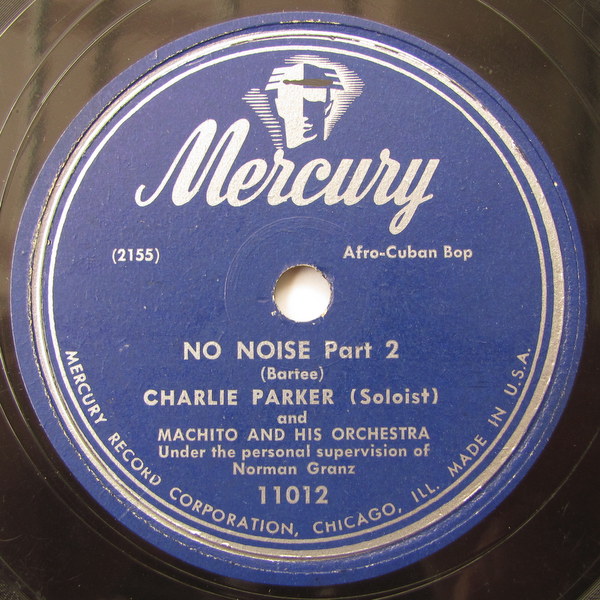 Mercury
(2155)
Afro-Cuban Bop
NO NOISE Part 2
(Bartee)
CHARLIE PARKER (Soloist)
and
MACHITO AND HIS ORCHESTRA
Under the personal supervision of
Norman Granz
11012
MERCURY RECORD CORPORATION, CHICAGO, ILL. MADE IN U.S.A.